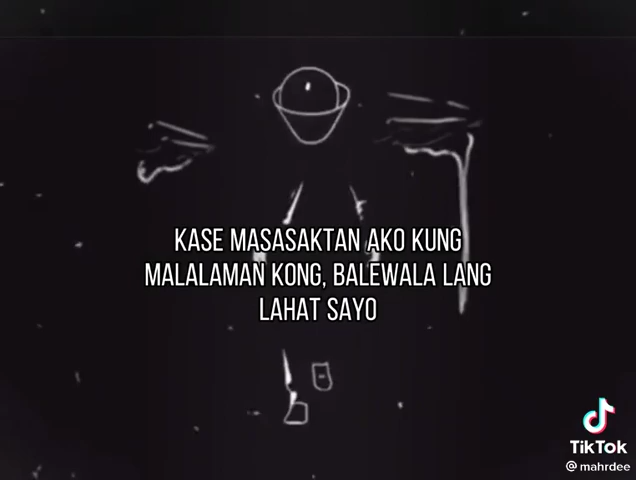 KASE MASASAKTAN AKO KUNG
MALALAMAN KONG, BALEWALA LANG
LAHAT SAYO
TikTok
@mahrdee